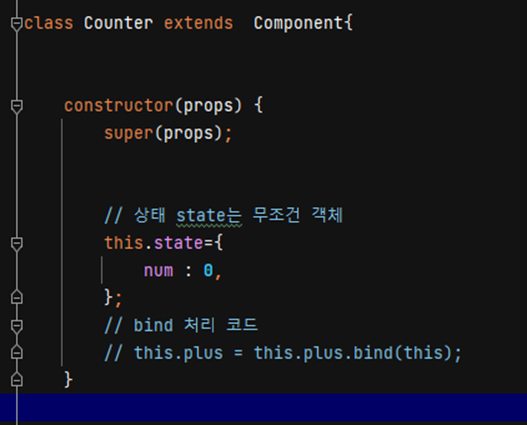 class Counter extends  Component{
constructor(props) {
super(props);
// 상태 state는 무조건 객체
this.state={
num : 0,
};
// bind 처리 코드
// this.plus = this.plus.bind(this);
}